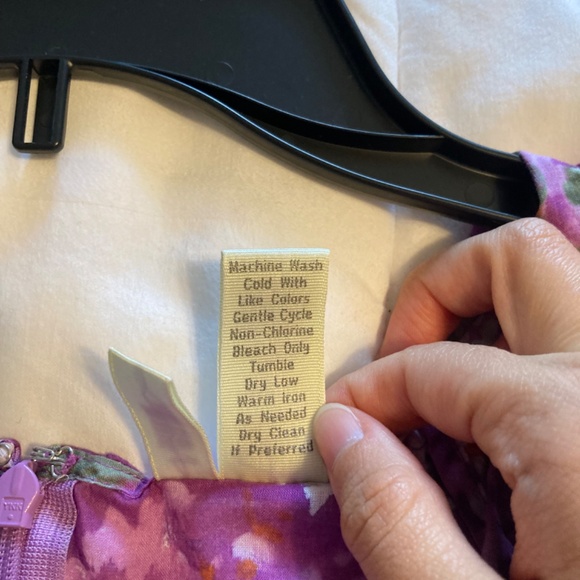 Machine Wash
Cold With
Like Colors
Gentle Cycle
Non-Chlorine
Bleach Only
Tumble
Dry Low
Warm Iron
As Needed
Dry Clean
If Preferred